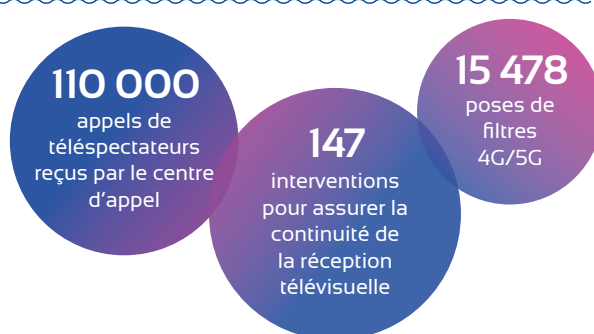 110 000
appels de
téléspectateurs
reçus par le centre
d'appel
147
interventions
pour assurer la
continuité de
la réception
télévisuelle
15 478
poses de
filtres
4G/5G